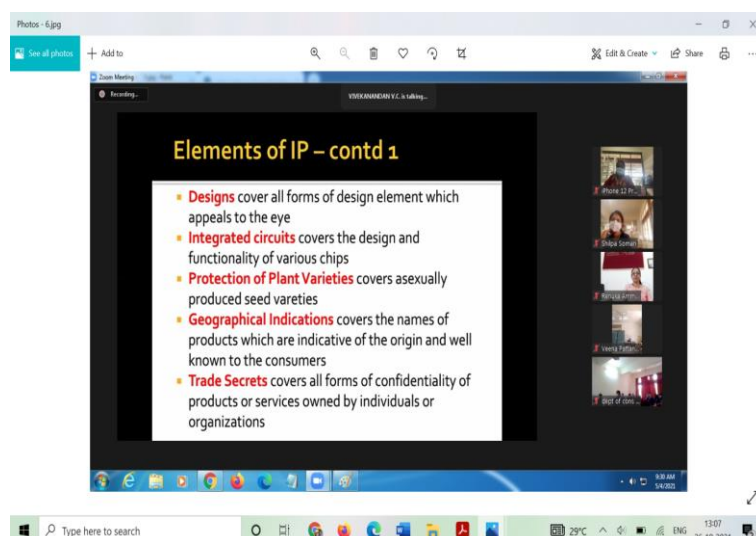 Photos - 6.jpg
See all photos
Add to
Edit & Create
Share
Zoom Meeting
Recording...
VIVEKANANDAN V.C. is talking...
Elements of IP – contd 1
Designs cover all forms of design element which
appeals to the eye
Integrated circuits covers the design and
functionality of various chips
Protection of Plant Varieties covers asexually
produced seed vareties
Geographical Indications covers the names of
products which are indicative of the origin and well
known to the consumers
Trade Secrets covers all forms of confidentiality of
products or services owned by individuals or
organizations
iPhone 12 Pr...
Shilpa Soman
Veena Pattan...
dept of cons...
9:30 AM
5/4/2021
Type here to search
29°C
ENG
13:07